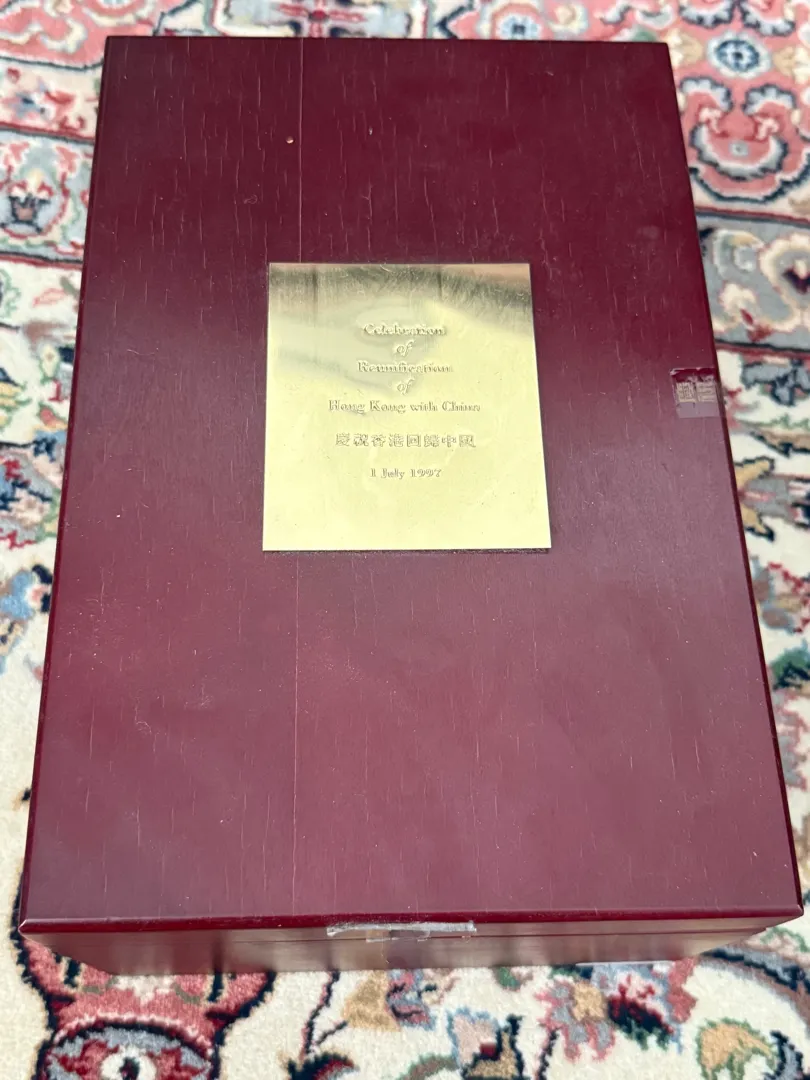 Celebration
of
Reunification
of
Hong Kong with China
慶祝香港回歸中國
1 July 1997